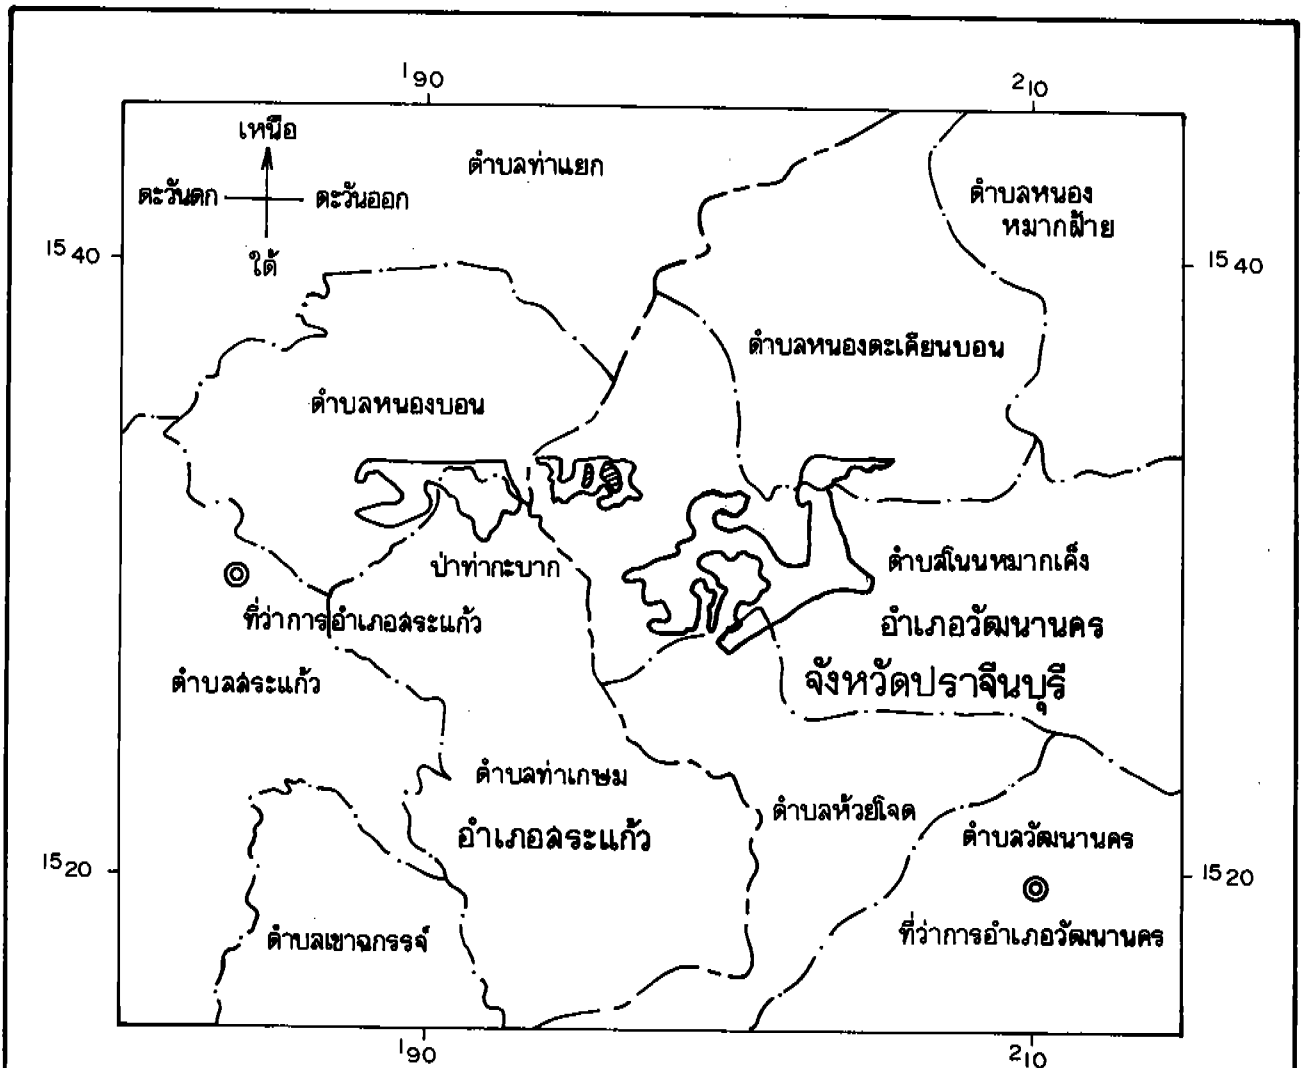 190
210
เหนือ
ตะวันตก
ตะวันออก
ใต้
ตำบลท่าแยก
ตำบลหนอง
หมากฝ้าย
1540
1540
ตำบลหนองตะเคียนบอน
ตำบลหนองบอน
ป่าท่ากะบาก
ตำบลโนนหมากเค็ง
ที่ว่าการอำเภอสระแก้ว
อำเภอวัฒนานคร
ตำบลสระแก้ว
จังหวัดปราจีนบุรี
ตำบลท่าเกษม
ตำบลห้วยโจด
อำเภอสระแก้ว
ตำบลวัฒนานคร
1520
1520
ตำบลเขาฉกรรจ์
ที่ว่าการอำเภอวัฒนานคร
190
210